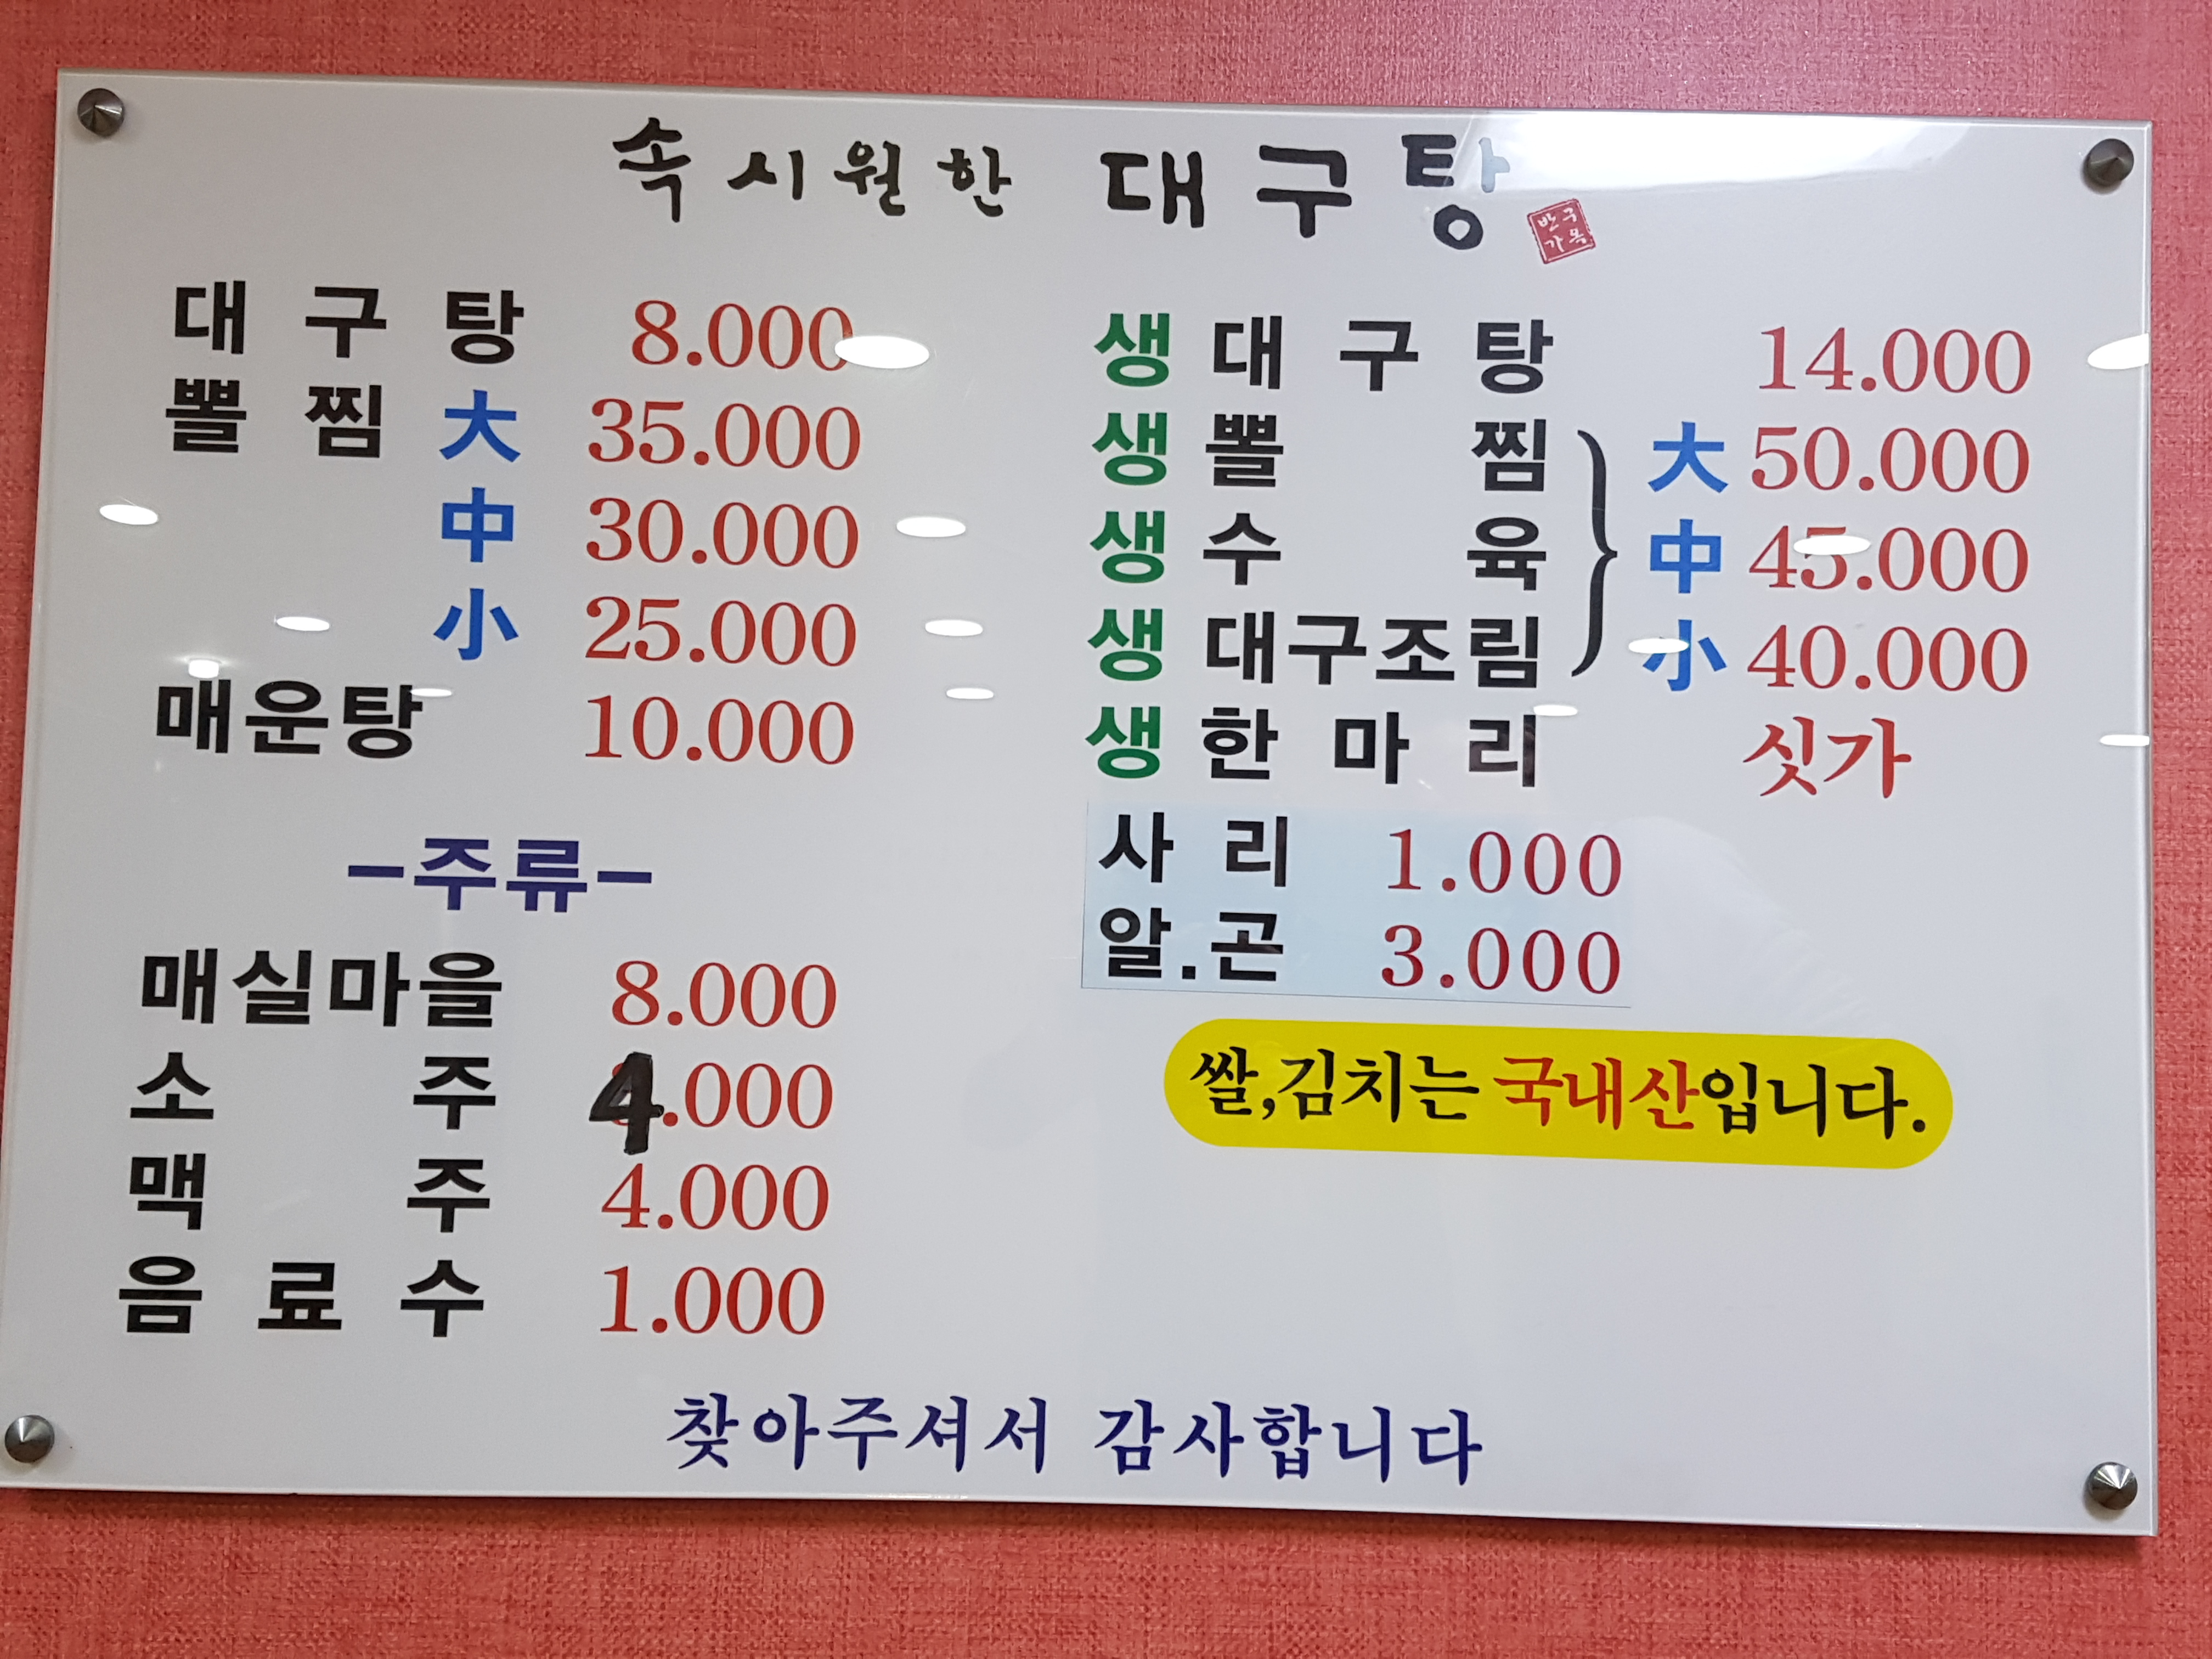 속시원한 대구탕
반구
가옥
대구탕 8.000
뽈찜 大 35.000
中 30.000
小 25.000
매운탕 10.000
-주류-
매실마을 8.000
소주 4.000
맥주 4.000
음료수 1.000
생대구탕 14.000
생뽈찜 大 50.000
생수육 中 45.000
생대구조림 小 40.000
생한마리 싯가
사리 1.000
알.곤 3.000
쌀,김치는 국내산입니다.
찾아주셔서 감사합니다